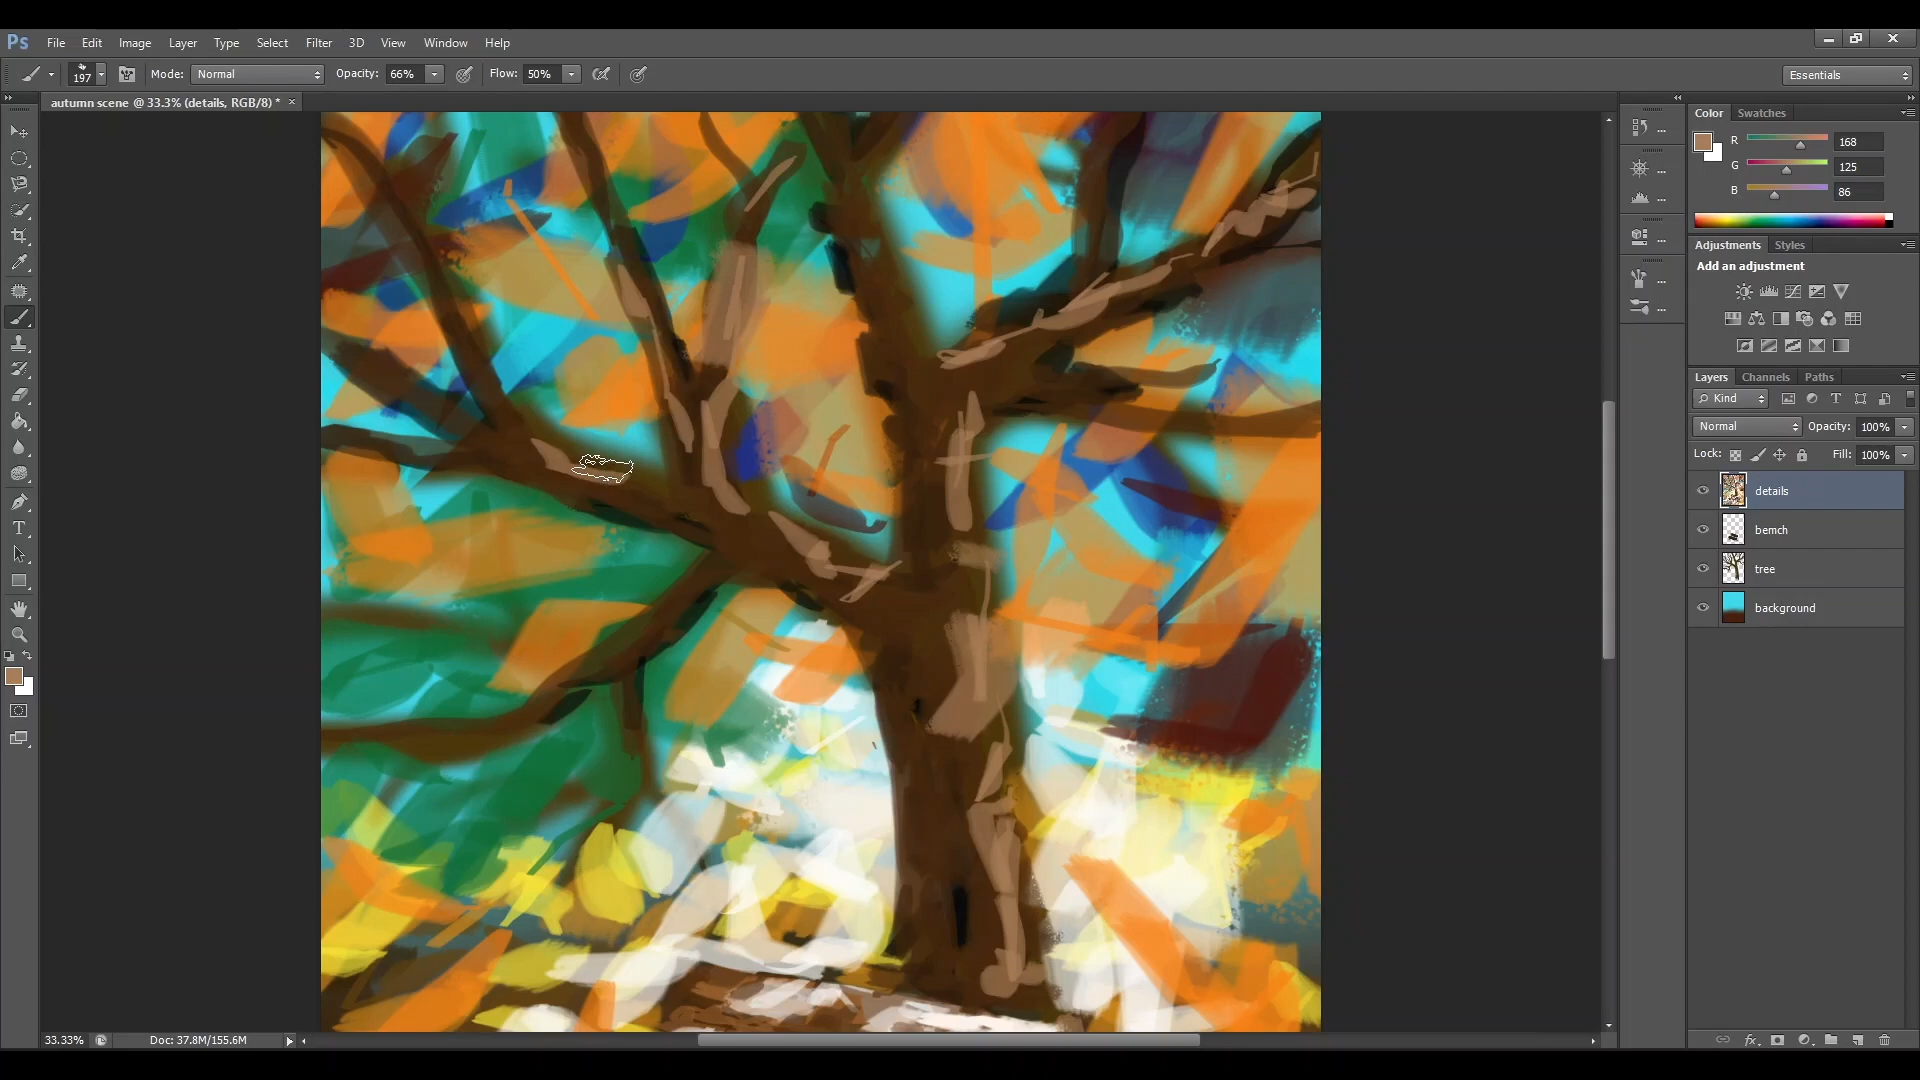 Ps File Edit Image Layer Type Select Filter 3D View Window Help
197 Mode: Normal Opacity: 66% Flow: 50% Essentials
autumn scene @ 33.3% (details, RGB/8) * ×
Color Swatches
R 168
G 125
B 86
Adjustments Styles
Add an adjustment
Layers Channels Paths
Kind
Normal Opacity: 100%
Lock: Fill: 100%
details
bemch
tree
background
33.33% Doc: 37.8M/155.6M